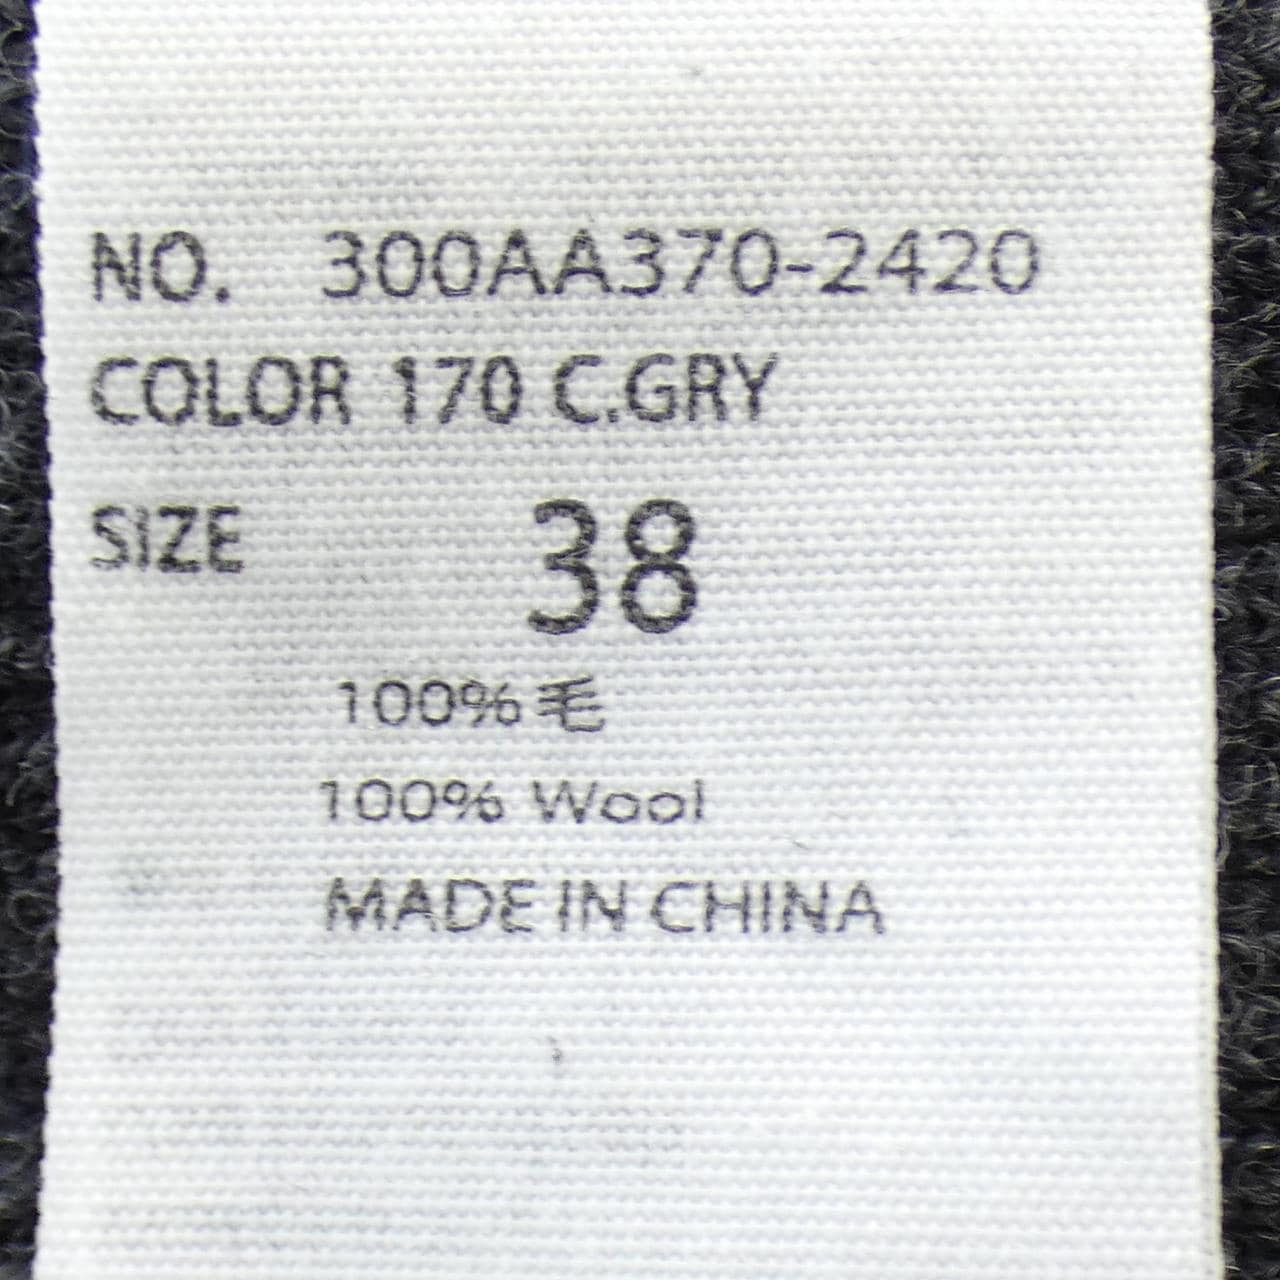 NO. 300AA370-2420
COLOR 170 C.GRY
SIZE 38
100%毛
100% Wool
MADE IN CHINA